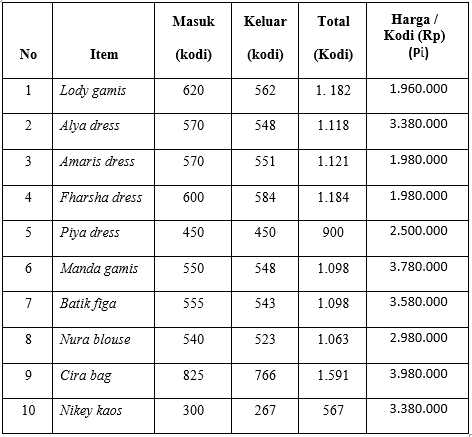 No Item Masuk (kodi) Keluar (kodi) Total (Kodi) Harga / Kodi (Rp) (Pi)
1 Lody gamis 620 562 1. 182 1.960.000
2 Alya dress 570 548 1.118 3.380.000
3 Amaris dress 570 551 1.121 1.980.000
4 Fharsha dress 600 584 1.184 1.980.000
5 Piya dress 450 450 900 2.500.000
6 Manda gamis 550 548 1.098 3.780.000
7 Batik figa 555 543 1.098 3.580.000
8 Nura blouse 540 523 1.063 2.980.000
9 Cira bag 825 766 1.591 3.980.000
10 Nikey kaos 300 267 567 3.380.000